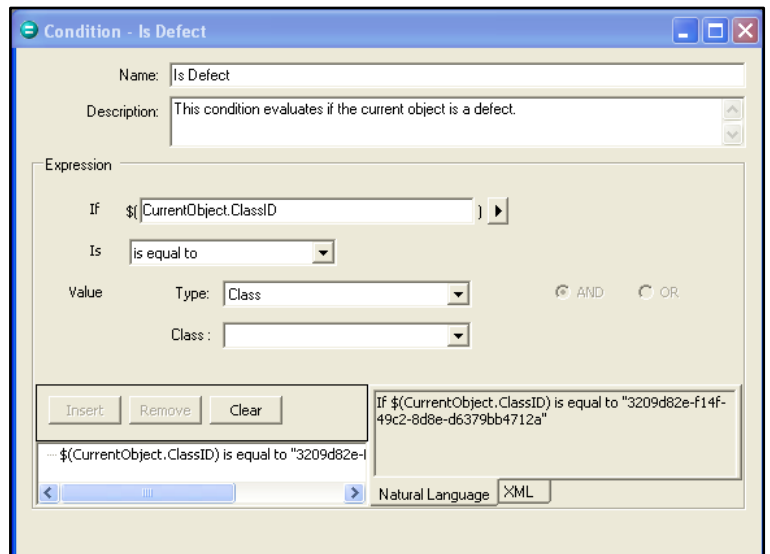 Condition - Is Defect
Name: Is Defect
Description: This condition evaluates if the current object is a defect.
Expression
If $( CurrentObject.ClassID )
Is is equal to
Value Type: Class AND OR
Class :
Insert Remove Clear
If $(CurrentObject.ClassID) is equal to "3209d82e-f14f-
49c2-8d8e-d6379bb4712a"
$(CurrentObject.ClassID) is equal to "3209d82e-
Natural Language XML